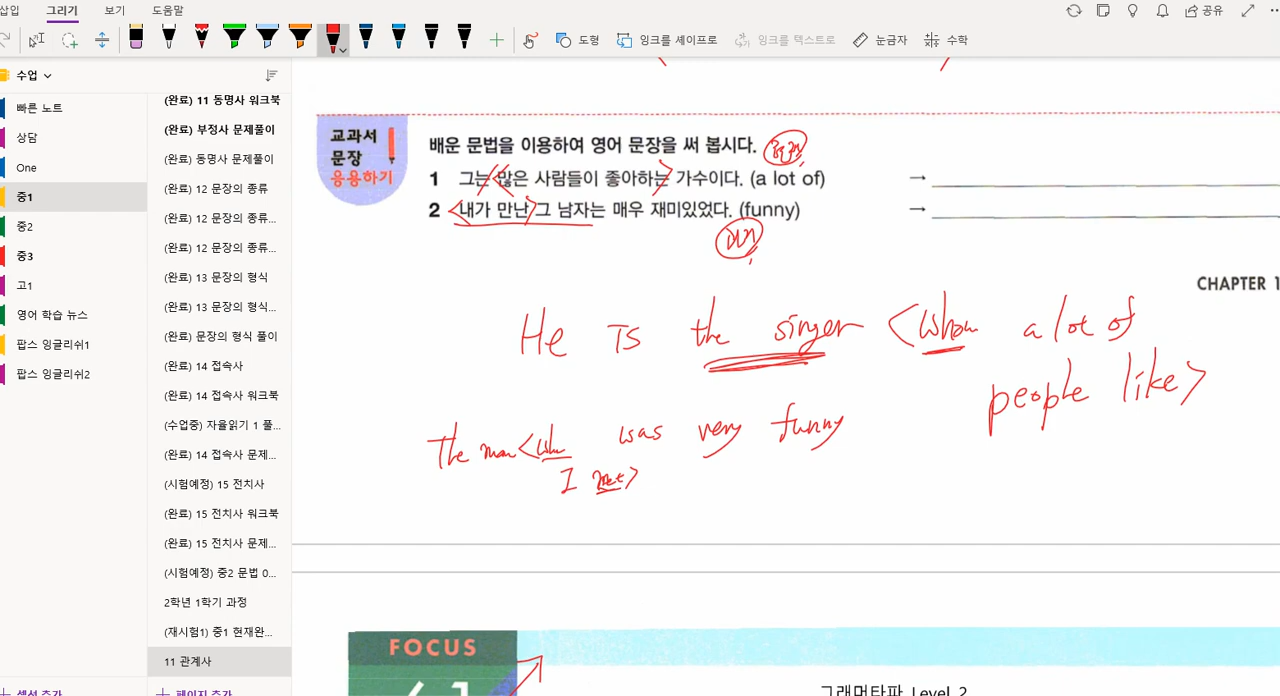 삽입 그리기 보기 도움말
도형 잉크를 셰이프로 잉크를 텍스트로 눈금자 수학 공유
수업
빠른 노트
상담
One
중1
중2
중3
고1
영어 학습 뉴스
팝스 잉글리쉬1
팝스 잉글리쉬2
섹션 추가
(완료) 11 동명사 워크북
(완료) 부정사 문제풀이
(완료) 동명사 문제풀이
(완료) 12 문장의 종류
(완료) 12 문장의 종류...
(완료) 12 문장의 종류...
(완료) 13 문장의 형식
(완료) 13 문장의 형식...
(완료) 문장의 형식 풀이
(완료) 14 접속사
(완료) 14 접속사 워크북
(수업중) 자율읽기 1 풀...
(완료) 14 접속사 문제...
(시험예정) 15 전치사
(완료) 15 전치사 워크북
(완료) 15 전치사 문제...
(시험예정) 중2 문법 0...
2학년 1학기 과정
(재시험1) 중1 현재완...
11 관계사
페이지 추가
교과서
문장
응용하기
배운 문법을 이용하여 영어 문장을 써 봅시다.
1 그는 많은 사람들이 좋아하는 가수이다. (a lot of) →
2 내가 만난 그 남자는 매우 재미있었다. (funny) →
CHAPTER 1
He is the singer <whom a lot of
people like>
The man <who was very funny
I met>
FOCUS
그래머타파 Level 2